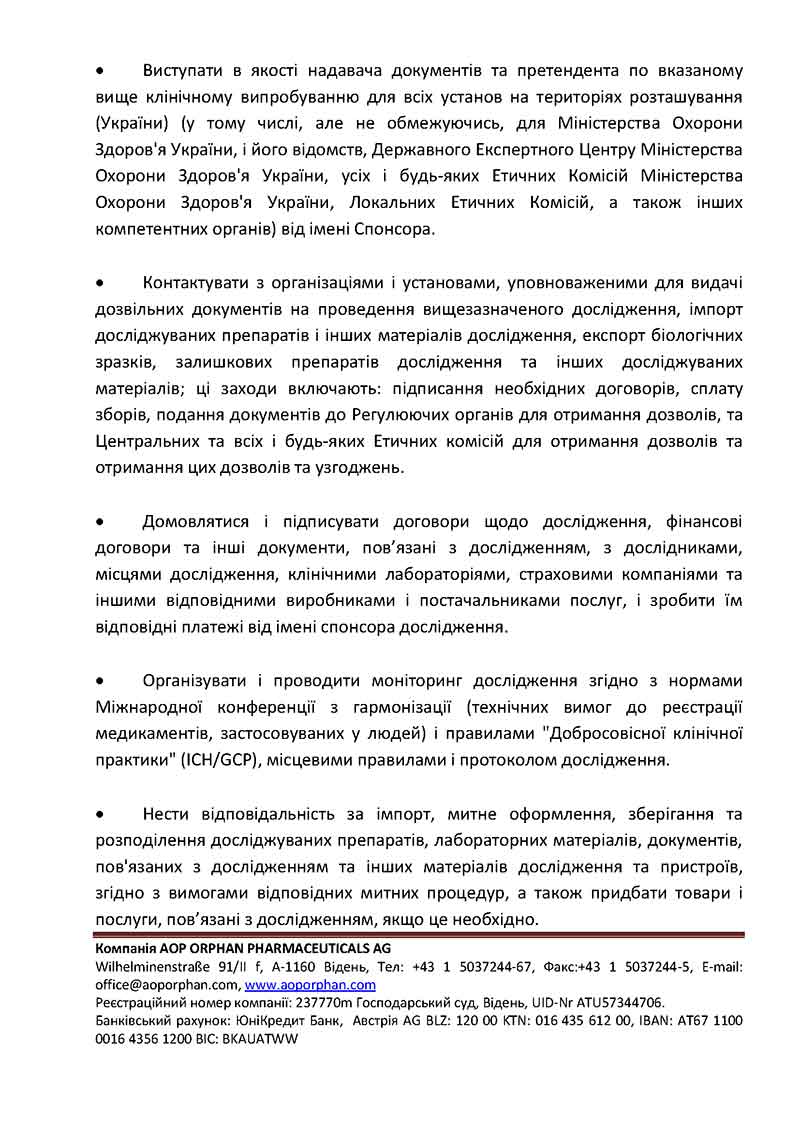 • Виступати в якості надавача документів та претендента по вказаному
вище клінічному випробуванню для всіх установ на територіях розташування
(України) (у тому числі, але не обмежуючись, для Міністерства Охорони
Здоров'я України, і його відомств, Державного Експертного Центру Міністерства
Охорони Здоров'я України, усіх і будь-яких Етичних Комісій Міністерства
Охорони Здоров'я України, Локальних Етичних Комісій, а також інших
компетентних органів) від імені Спонсора.
• Контактувати з організаціями і установами, уповноваженими для видачі
дозвільних документів на проведення вищезазначеного дослідження, імпорт
досліджуваних препаратів і інших матеріалів дослідження, експорт біологічних
зразків, залишкових препаратів дослідження та інших досліджуваних
матеріалів; ці заходи включають: підписання необхідних договорів, сплату
зборів, подання документів до Регулюючих органів для отримання дозволів, та
Центральних та всіх і будь-яких Етичних комісій для отримання дозволів та
отримання цих дозволів та узгоджень.
• Домовлятися і підписувати договори щодо дослідження, фінансові
договори та інші документи, пов’язані з дослідженням, з дослідниками,
місцями дослідження, клінічними лабораторіями, страховими компаніями та
іншими відповідними виробниками і постачальниками послуг, і зробити їм
відповідні платежі від імені спонсора дослідження.
• Організувати і проводити моніторинг дослідження згідно з нормами
Міжнародної конференції з гармонізації (технічних вимог до реєстрації
медикаментів, застосовуваних у людей) і правилами "Добросовісної клінічної
практики" (ICH/GCP), місцевими правилами і протоколом дослідження.
• Нести відповідальність за імпорт, митне оформлення, зберігання та
розподілення досліджуваних препаратів, лабораторних матеріалів, документів,
пов'язаних з дослідженням та інших матеріалів дослідження та пристроїв,
згідно з вимогами відповідних митних процедур, а також придбати товари і
послуги, пов’язані з дослідженням, якщо це необхідно.
Компанія AOP ORPHAN PHARMACEUTICALS AG
Wilhelminenstraße 91/II f, A-1160 Відень, Тел: +43 1 5037244-67, Факс:+43 1 5037244-5, E-mail:
office@aoporphan.com, www.aoporphan.com
Реєстраційний номер компанії: 237770m Господарський суд, Відень, UID-Nr ATU57344706.
Банківський рахунок: ЮніКредит Банк, Австрія AG BLZ: 120 00 KTN: 016 435 612 00, IBAN: AT67 1100
0016 4356 1200 BIC: BKAUATWW